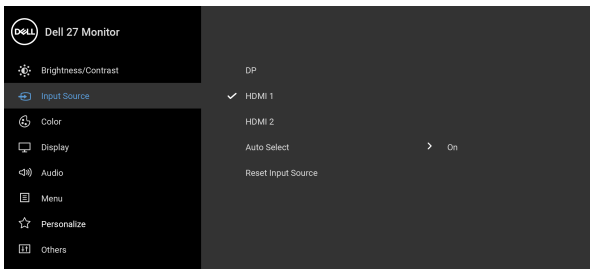 DELL Dell 27 Monitor
Brightness/Contrast
DP
Input Source
HDMI 1
Color
HDMI 2
Display
Auto Select
On
Audio
Reset Input Source
Menu
Personalize
Others